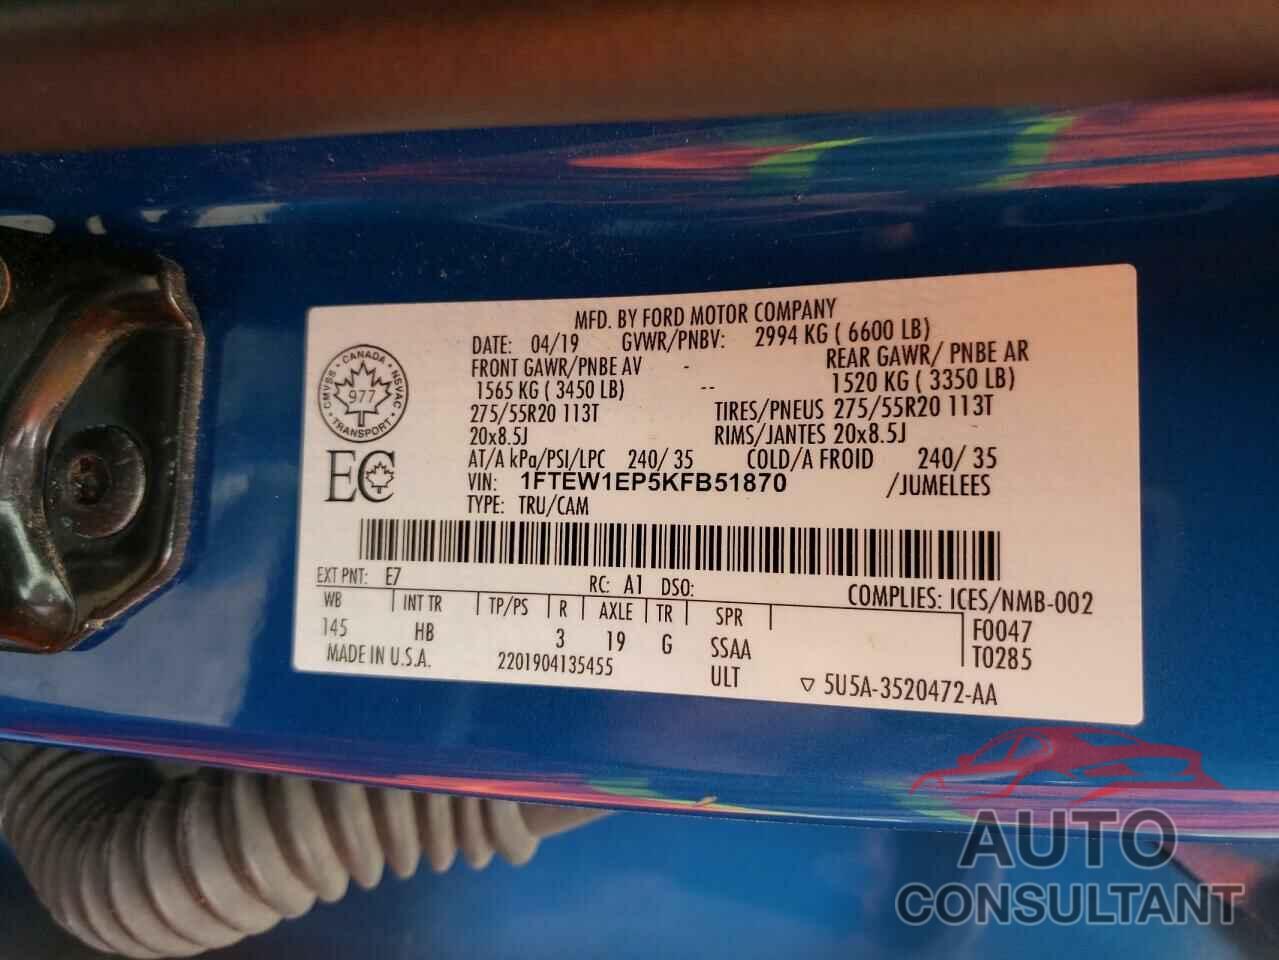 MFD. BY FORD MOTOR COMPANY
DATE: 04/19 GVWR/PNBV: 2994 KG ( 6600 LB)
FRONT GAWR/PNBE AV - REAR GAWR/ PNBE AR
1565 KG ( 3450 LB) -- 1520 KG ( 3350 LB)
275/55R20 113T TIRES/PNEUS 275/55R20 113T
20x8.5J RIMS/JANTES 20x8.5J
AT/A kPa/PSI/LPC 240/ 35 COLD/A FROID 240/ 35
VIN: 1FTEW1EP5KFB51870 /JUMELEES
TYPE: TRU/CAM
CMVSS · CANADA · NSVAC · TRANSPORT ·
977
EC
EXT PNT: E7 RC: A1 DSO: COMPLIES: ICES/NMB-002
WB INT TR TP/PS R AXLE TR SPR F0047
145 HB 3 19 G SSAA T0285
MADE IN U.S.A. 2201904135455 ULT ▽ 5U5A-3520472-AA
AUTO
CONSULTANT